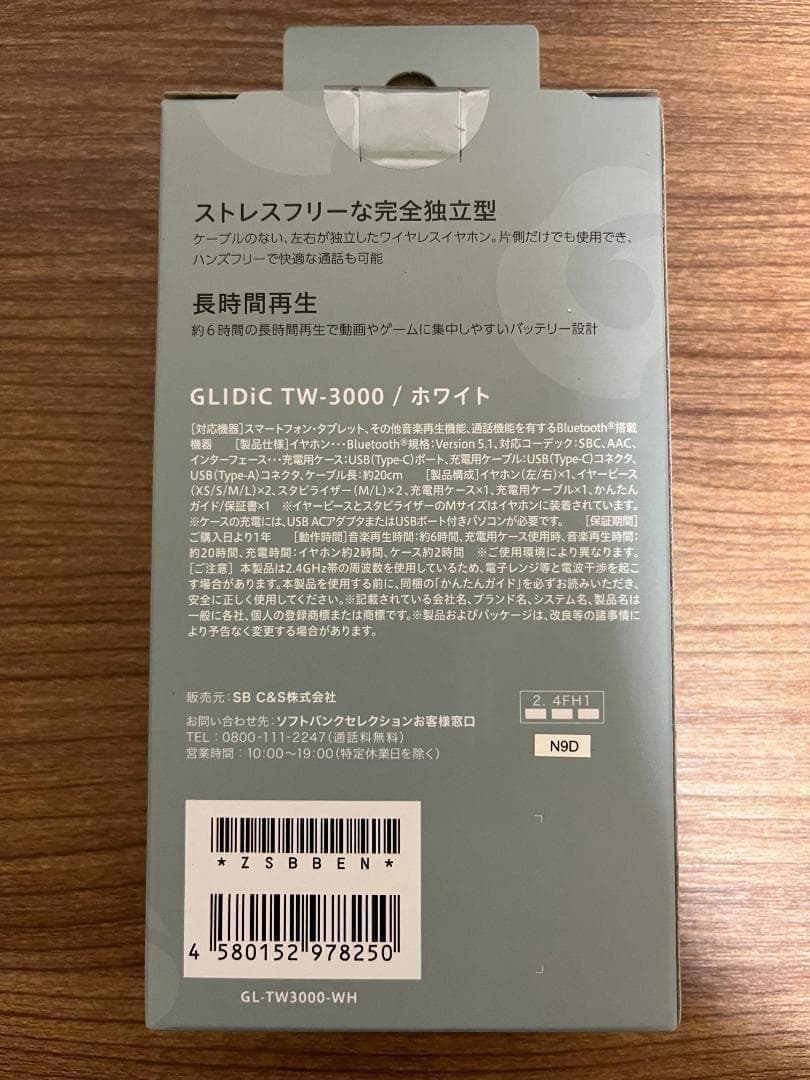 ストレスフリーな完全独立型
ケーブルのない、左右が独立したワイヤレスイヤホン。片側だけでも使用でき、
ハンズフリーで快適な通話も可能
長時間再生
約6時間の長時間再生で動画やゲームに集中しやすいバッテリー設計
GLIDiC TW-3000 / ホワイト
[対応機器]スマートフォン・タブレット、その他音楽再生機能、通話機能を有するBluetooth®搭載
機器 [製品仕様]イヤホン･･･Bluetooth®規格：Version 5.1、対応コーデック：SBC、AAC、
インターフェース･･･充電用ケース：USB(Type-C)ポート、充電用ケーブル：USB(Type-C)コネクタ、
USB(Type-A)コネクタ、ケーブル長：約20cm [製品構成]イヤホン(左/右)×1、イヤーピース
(XS/S/M/L)×2、スタビライザー(M/L)×2、充電用ケース×1、充電用ケーブル×1、かんたん
ガイド/保証書×1 ※イヤーピースとスタビライザーのMサイズはイヤホンに装着されています。
※ケースの充電には、USB ACアダプタまたはUSBポート付きパソコンが必要です。 [保証期間]
ご購入日より1年 [動作時間]音楽再生時間：約6時間、充電用ケース使用時、音楽再生時間：
約20時間、充電時間：イヤホン約2時間、ケース約2時間 ※ご使用環境により異なります。
[ご注意] 本製品は2.4GHz帯の周波数を使用しているため、電子レンジ等と電波干渉を起こ
す場合があります。本製品を使用する前に、同梱の「かんたんガイド」を必ずお読みいただき、
安全に正しく使用してください。※記載されている会社名、ブランド名、システム名、製品名は
一般に各社、個人の登録商標または商標です。※製品およびパッケージは、改良等の諸事情に
より予告なく変更する場合があります。
販売元：SB C&S株式会社
お問い合わせ先：ソフトバンクセレクションお客様窓口
TEL：0800-111-2247(通話料無料)
営業時間：10:00～19:00(特定休業日を除く)
2.4FH1
N9D
*ZSBBEN*
4 580152 978250
GL-TW3000-WH